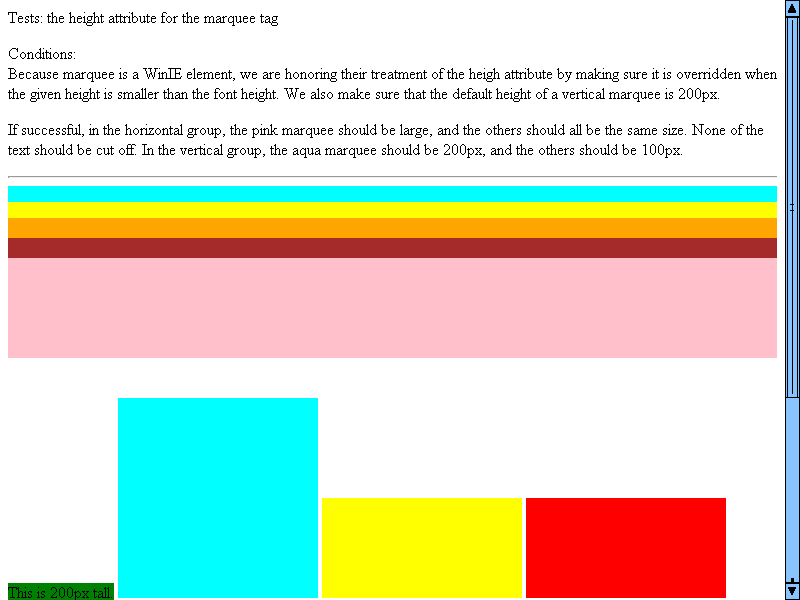 Tests: the height attribute for the marquee tag
Conditions:
Because marquee is a WinIE element, we are honoring their treatment of the heigh attribute by making sure it is overridden when
the given height is smaller than the font height. We also make sure that the default height of a vertical marquee is 200px.
If successful, in the horizontal group, the pink marquee should be large, and the others should all be the same size. None of the
text should be cut off. In the vertical group, the aqua marquee should be 200px, and the others should be 100px.
This is 200px tall